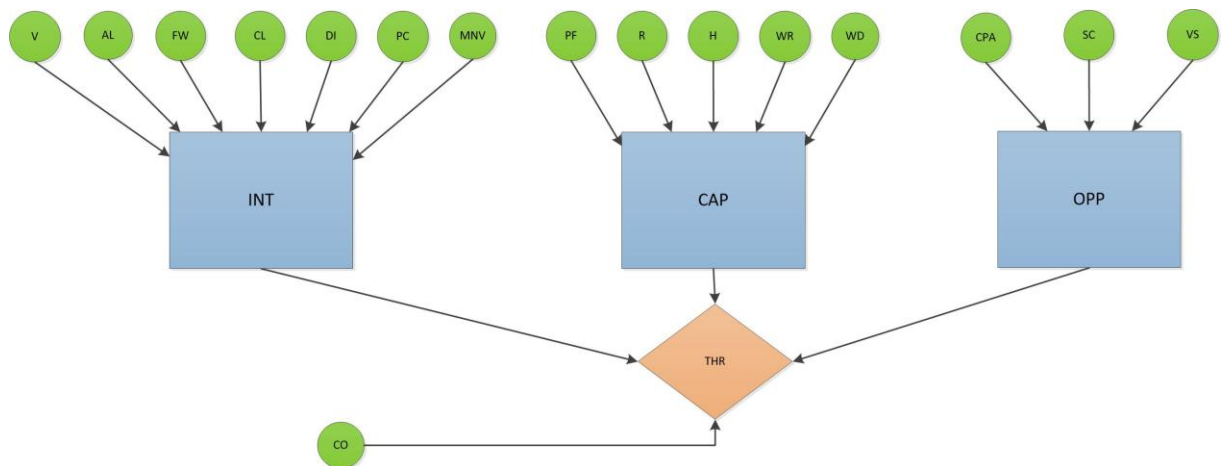 V AL FW CL DI PC MNV PF R H WR WD CPA SC VS
INT CAP OPP
THR
CO